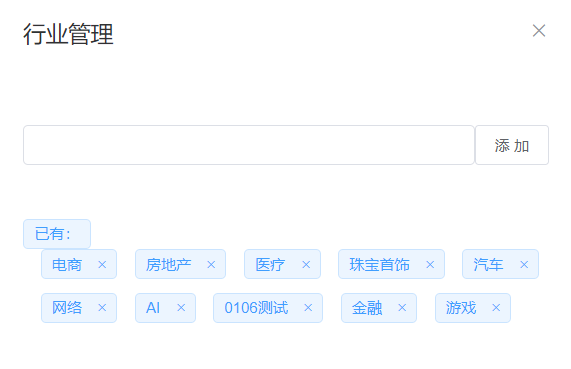 行业管理
添 加
已有：
电商 房地产 医疗 珠宝首饰 汽车
网络 AI 0106测试 金融 游戏